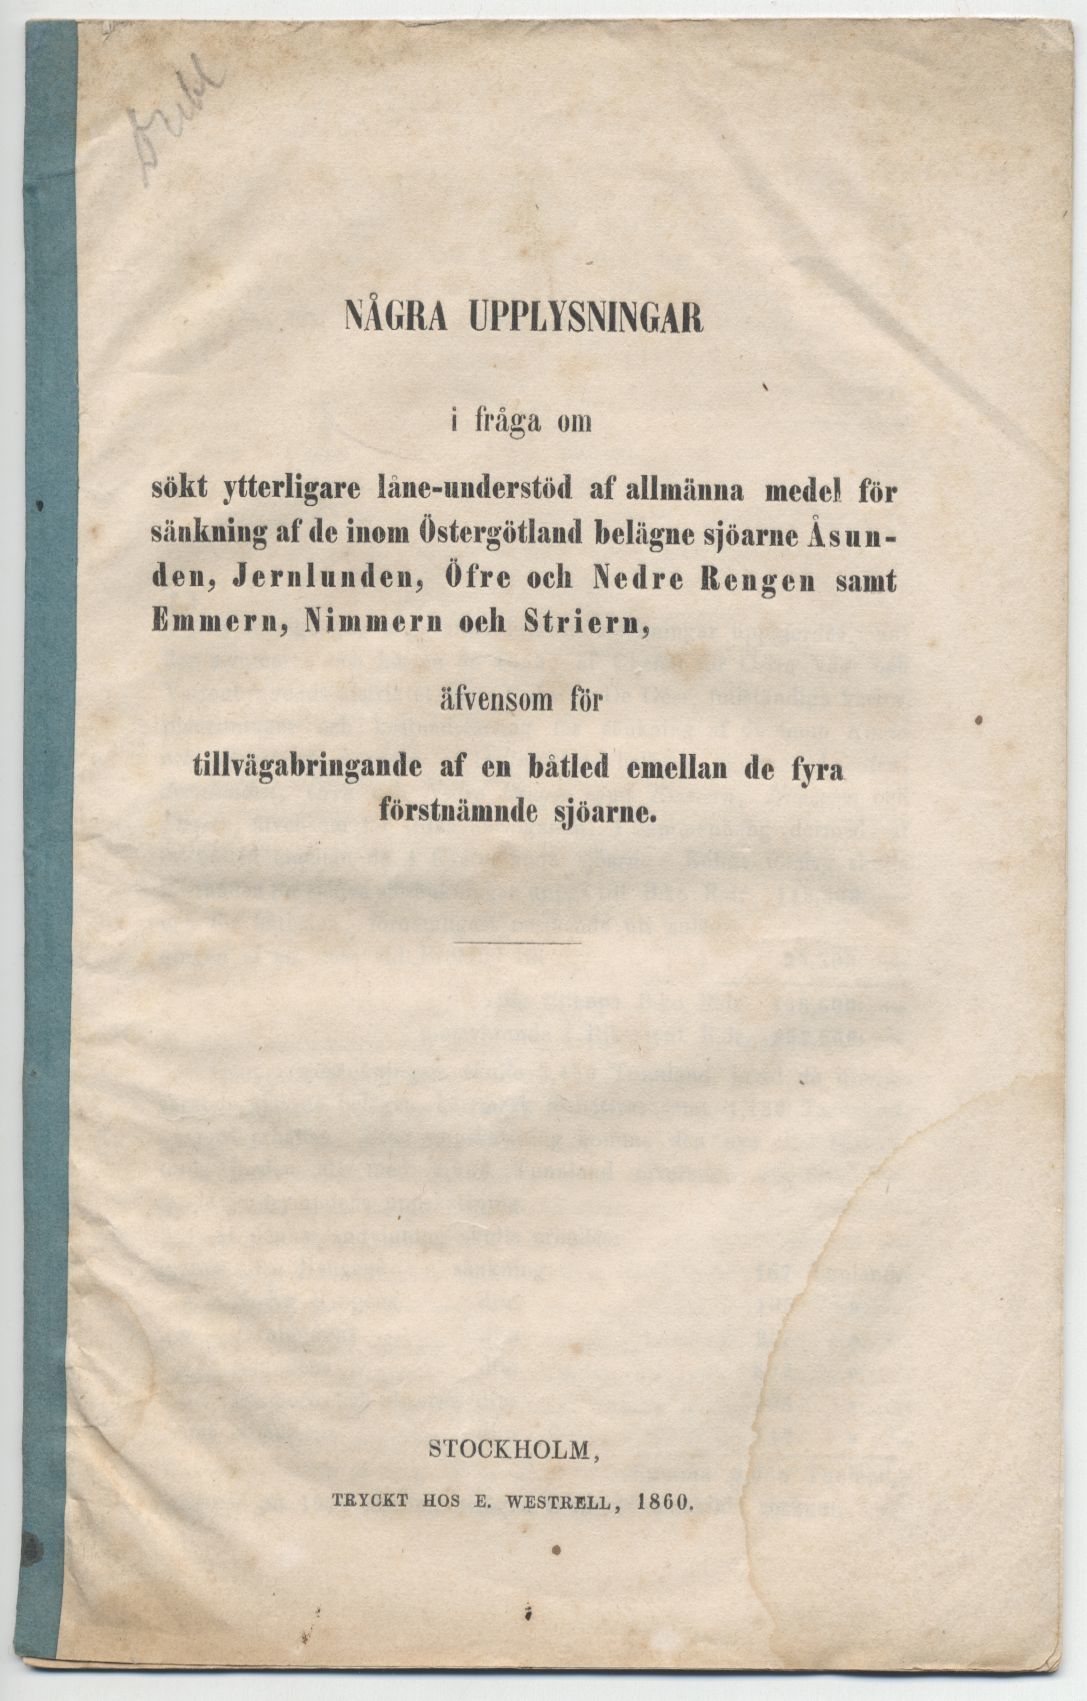 NÅGRA UPPLYSNINGAR
i fråga om
sökt ytterligare låne-understöd af allmänna medel för
sänkning af de inom Östergötland belägne sjöarne Åsun-
den, Jernlunden, Öfre och Nedre Rengen samt
Emmern, Nimmern och Striern,
äfvensom för
tillvägabringande af en båtled emellan de fyra
förstnämnde sjöarne.
STOCKHOLM,
TRYCKT HOS E. WESTRELL, 1860.